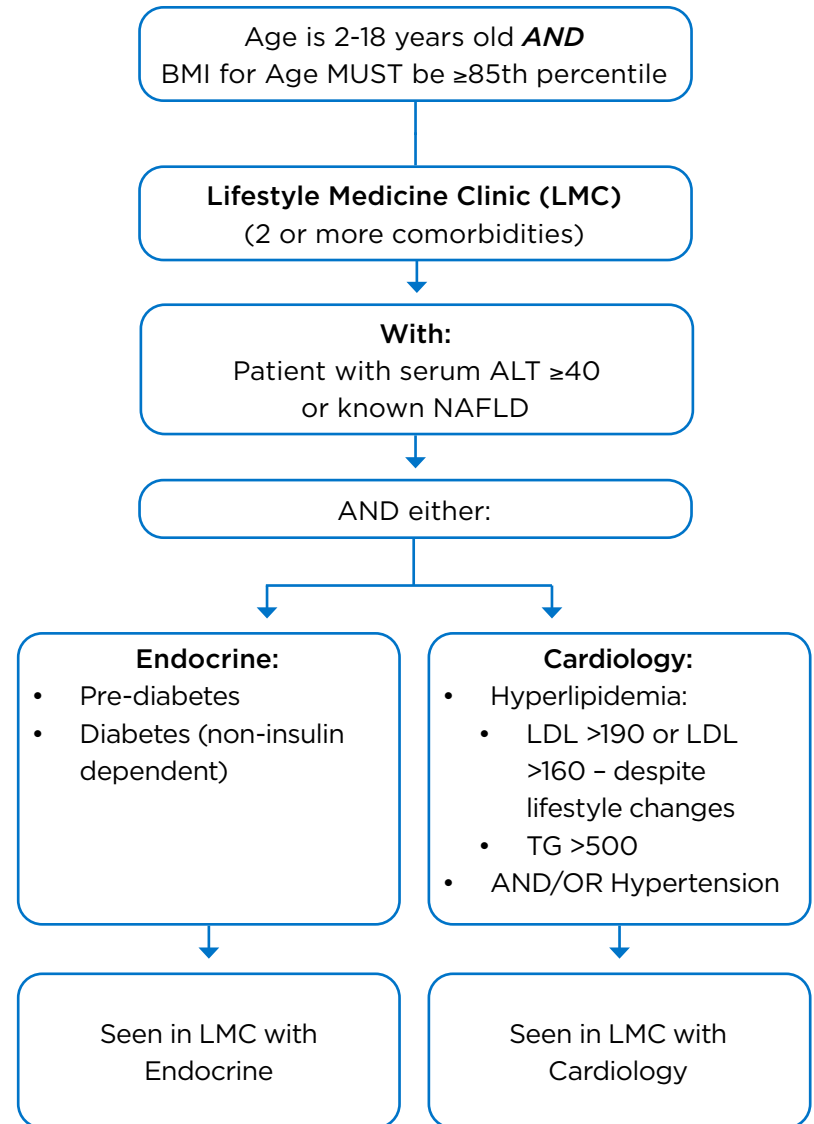 Age is 2-18 years old AND
BMI for Age MUST be ≥85th percentile
Lifestyle Medicine Clinic (LMC)
(2 or more comorbidities)
With:
Patient with serum ALT ≥40
or known NAFLD
AND either:
Endocrine:
• Pre-diabetes
• Diabetes (non-insulin
dependent)
Cardiology:
• Hyperlipidemia:
• LDL >190 or LDL
>160 – despite
lifestyle changes
• TG >500
• AND/OR Hypertension
Seen in LMC with
Endocrine
Seen in LMC with
Cardiology